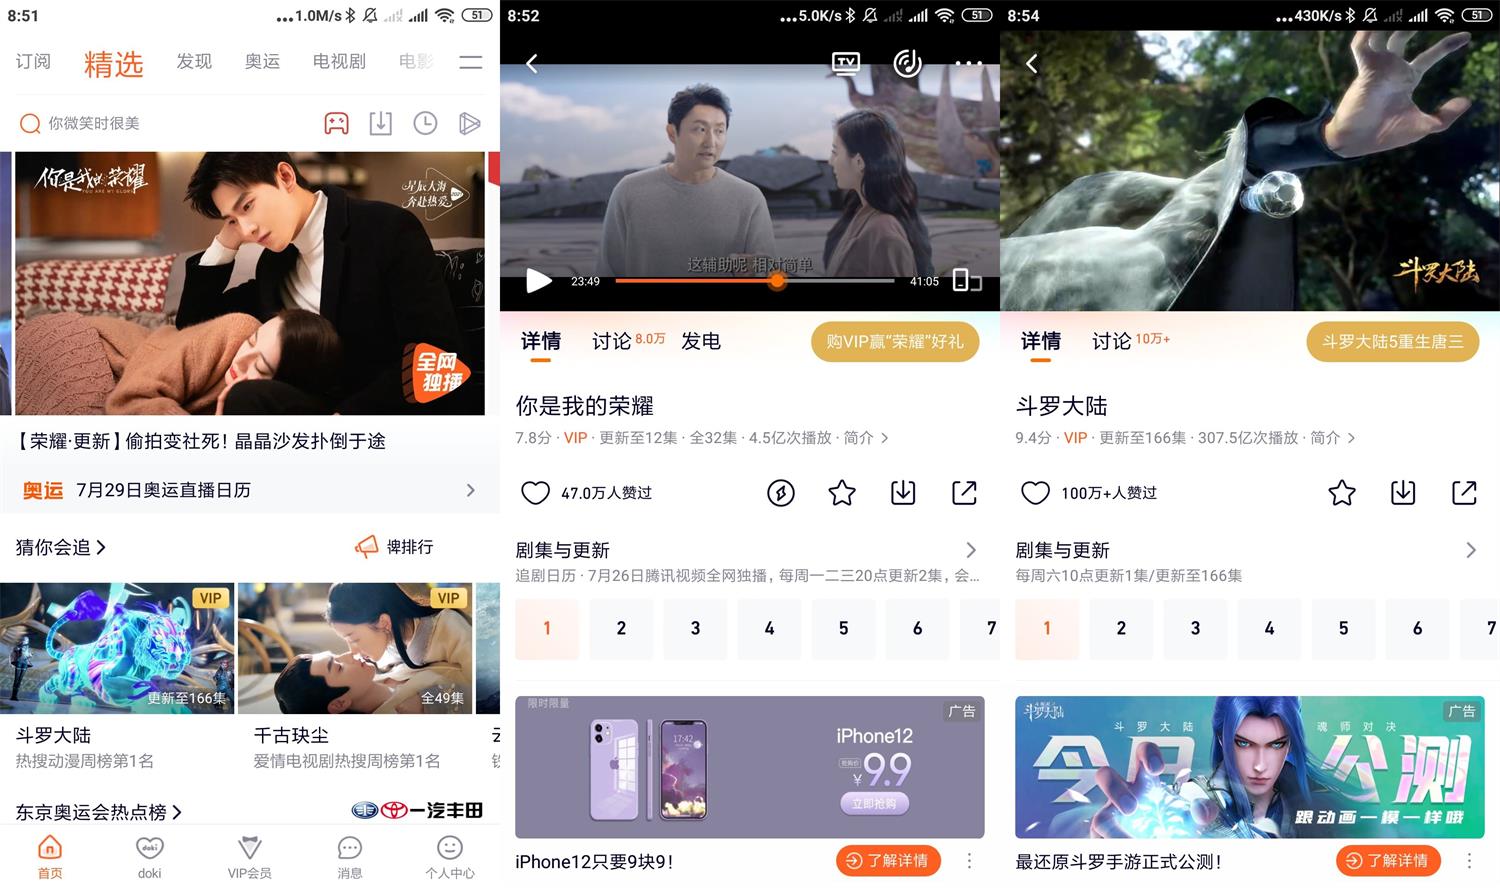 8:51
1.0M/s
51
订阅
精选
发现
奥运
电视剧
电影
你微笑时很美
你是我的荣耀
YOU ARE MY GLORY
星辰大海
奔赴热爱
全网
独播
【荣耀·更新】偷拍变社死！晶晶沙发扑倒于途
奥运
7月29日奥运直播日历
猜你会追
裨排行
VIP
更新至166集
VIP
全49集
斗罗大陆
热搜动漫周榜第1名
千古玦尘
爱情电视剧热搜周榜第1名
东京奥运会热点榜
一汽丰田
首页
doki
doki
VIP会员
消息
个人中心
8:52
5.0K/s
51
TV
这辅助呢 相对简单
23:49
41:05
详情
讨论 8.0万
发电
购VIP赢“荣耀”好礼
你是我的荣耀
7.8分 · VIP · 更新至12集 · 全32集 · 4.5亿次播放 · 简介
47.0万人赞过
剧集与更新
追剧日历 · 7月26日腾讯视频全网独播，每周一二三20点更新2集，会...
1
2
3
4
5
6
7
限时限量
广告
17:42
iPhone12
抢购价
¥9.9
立即抢购
iPhone12只要9块9！
了解详情
8:54
430K/s
51
斗罗大陆
详情
讨论 10万+
斗罗大陆5重生唐三
斗罗大陆
9.4分 · VIP · 更新至166集 · 307.5亿次播放 · 简介
100万+人赞过
剧集与更新
每周六10点更新1集/更新至166集
1
2
3
4
5
6
7
斗罗大陆
广告
斗罗大陆
魂师对决
今日公测
跟动画一模一样哦
最还原斗罗手游正式公测！
了解详情